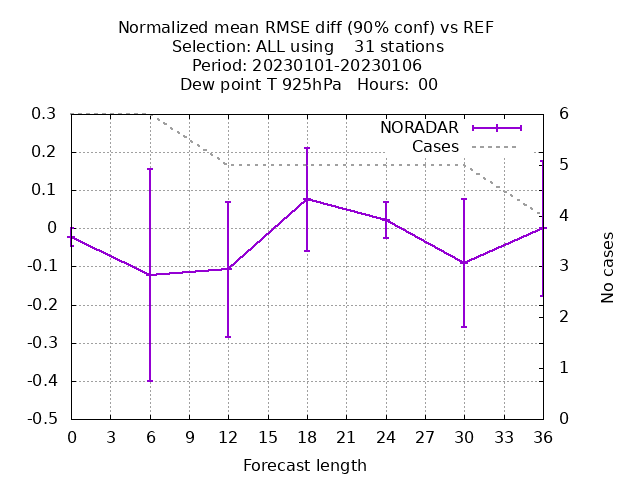 Normalized mean RMSE diff (90% conf) vs REF
Selection: ALL using    31 stations
Period: 20230101-20230106
Dew point T 925hPa   Hours:  00
NORADAR
Cases
0.3
0.2
0.1
0
-0.1
-0.2
-0.3
-0.4
-0.5
6
5
4
3
2
1
0
No cases
0 3 6 9 12 15 18 21 24 27 30 33 36
Forecast length